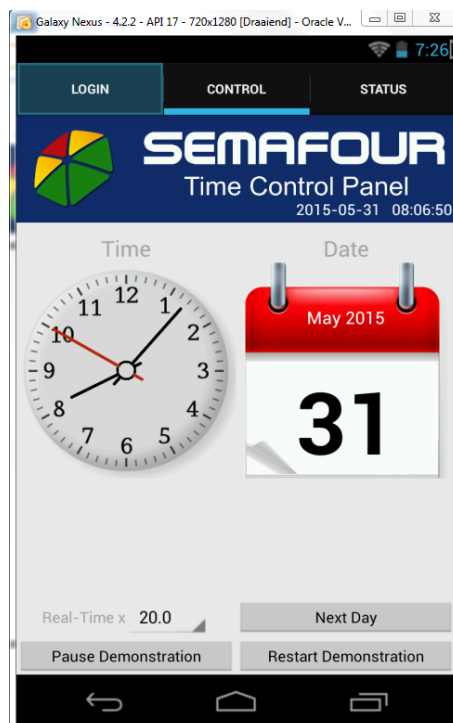 Galaxy Nexus - 4.2.2 - API 17 - 720x1280 [Draaiend] - Oracle V...
7:26
LOGIN CONTROL STATUS
SEMAFOUR
Time Control Panel
2015-05-31 08:06:50
Time Date
12
11 1
10 2
9 3
8 4
7 5
6
May 2015
31
Real-Time x 20.0 Next Day
Pause Demonstration Restart Demonstration